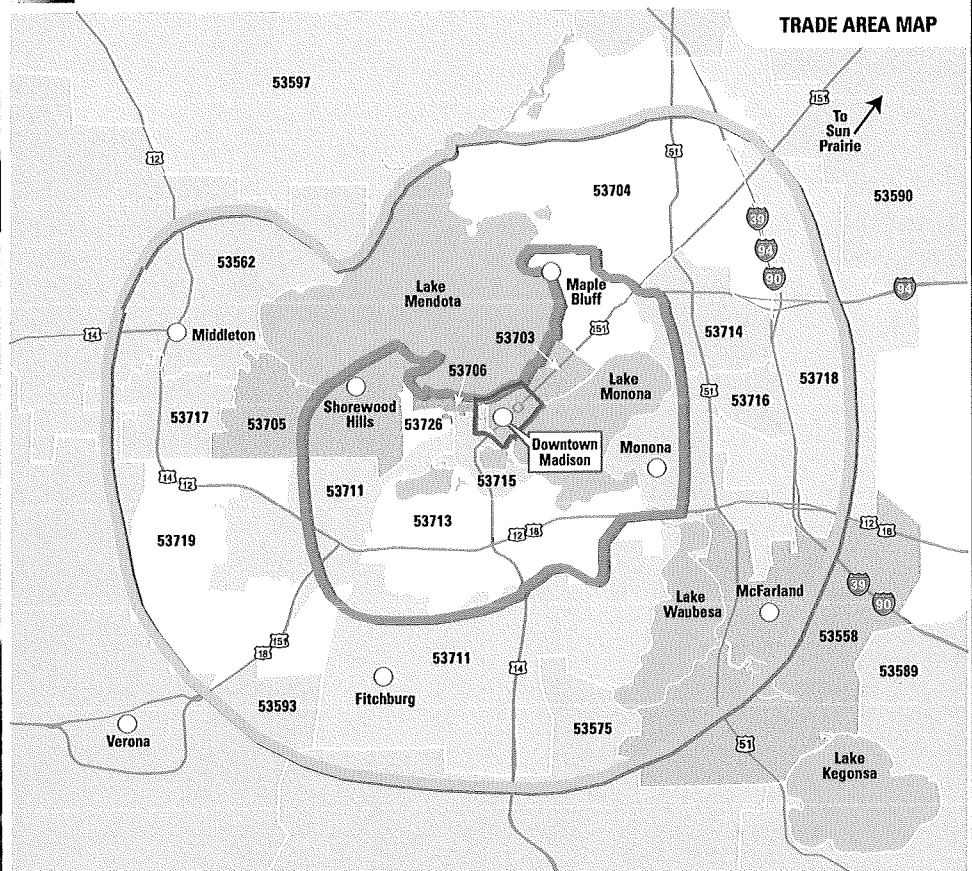 TRADE AREA MAP
53597
151
To
Sun
Prairie
12
51
53704
53590
39
94
90
53562
Lake
Mendota
Maple
Bluff
94
14
Middleton
53703
151
53714
53706
Lake
Monona
53718
Shorewood
Hills
53717
53705
53726
51
53716
Downtown
Madison
Monona
14
12
53711
53715
53713
12
18
12
18
53719
39
90
Lake
Waubesa
McFarland
53558
151
18
53711
14
53589
Fitchburg
53593
53575
Verona
51
Lake
Kegonsa